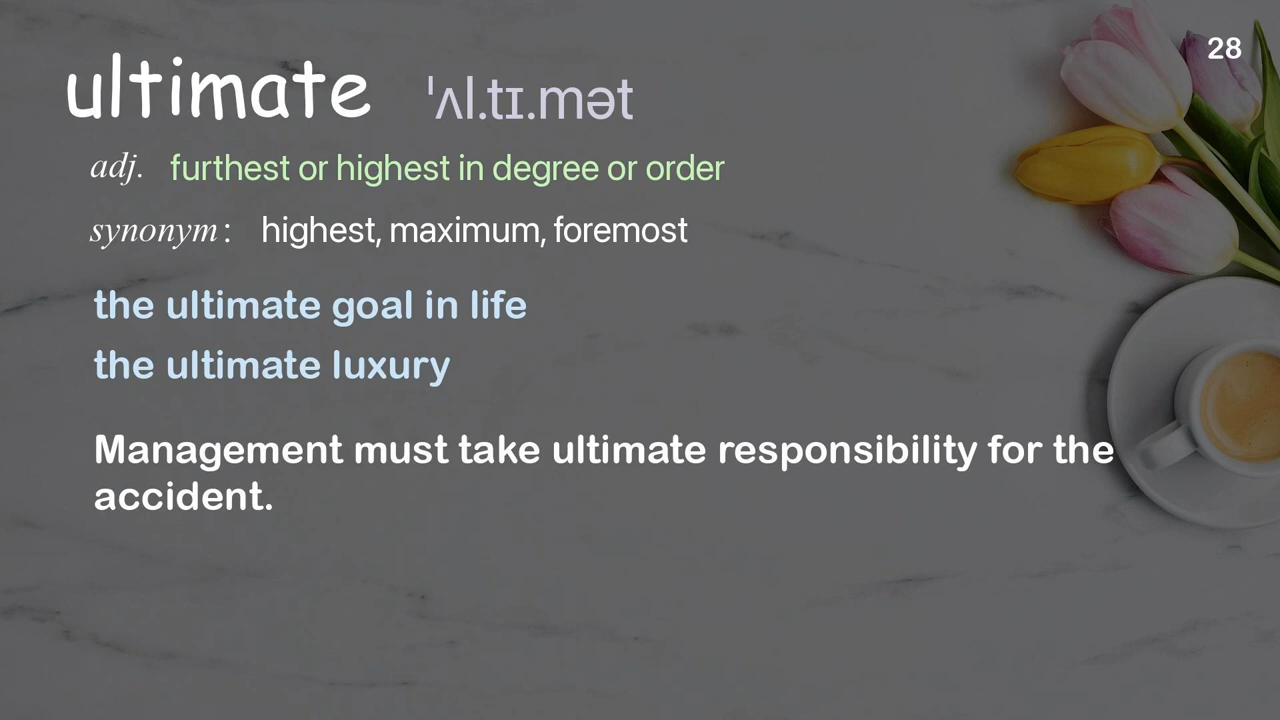 28
ultimate ˈʌl.tɪ.mət
adj. furthest or highest in degree or order
synonym: highest, maximum, foremost
the ultimate goal in life
the ultimate luxury
Management must take ultimate responsibility for the
accident.